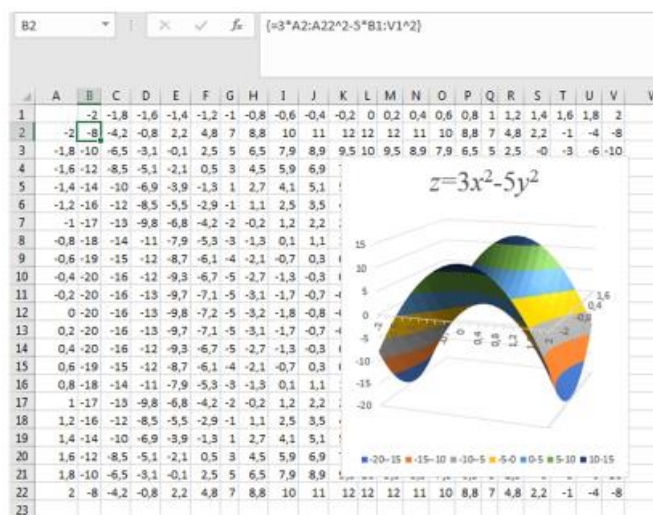 B2 fx {=3*A2:A22^2-5*B1:V1^2}
A B C D E F G H I J K L M N O P Q R S T U V
1 -2 -1,8 -1,6 -1,4 -1,2 -1 -0,8 -0,6 -0,4 -0,2 0 0,2 0,4 0,6 0,8 1 1,2 1,4 1,6 1,8 2
2 -2 -8 -4,2 -0,8 2,2 4,8 7 8,8 10 11 12 12 12 11 10 8,8 7 4,8 2,2 -1 -4 -8
3 -1,8 -10 -6,5 -3,1 -0,1 2,5 5 6,5 7,9 8,9 9,5 10 9,5 8,9 7,9 6,5 5 2,5 -0 -3 -6 -10
4 -1,6 -12 -8,5 -5,1 -2,1 0,5 3 4,5 5,9 6,9
5 -1,4 -14 -10 -6,9 -3,9 -1,3 1 2,7 4,1 5,1
6 -1,2 -16 -12 -8,5 -5,5 -2,9 -1 1,1 2,5 3,5
7 -1 -17 -13 -9,8 -6,8 -4,2 -2 -0,2 1,2 2,2
8 -0,8 -18 -14 -11 -7,9 -5,3 -3 -1,3 0,1 1,1
9 -0,6 -19 -15 -12 -8,7 -6,1 -4 -2,1 -0,7 0,3
10 -0,4 -20 -16 -12 -9,3 -6,7 -5 -2,7 -1,3 -0,3
11 -0,2 -20 -16 -13 -9,7 -7,1 -5 -3,1 -1,7 -0,7
12 0 -20 -16 -13 -9,8 -7,2 -5 -3,2 -1,8 -0,8
13 0,2 -20 -16 -13 -9,7 -7,1 -5 -3,1 -1,7 -0,7
14 0,4 -20 -16 -12 -9,3 -6,7 -5 -2,7 -1,3 -0,3
15 0,6 -19 -15 -12 -8,7 -6,1 -4 -2,1 -0,7 0,3
16 0,8 -18 -14 -11 -7,9 -5,3 -3 -1,3 0,1 1,1
17 1 -17 -13 -9,8 -6,8 -4,2 -2 -0,2 1,2 2,2
18 1,2 -16 -12 -8,5 -5,5 -2,9 -1 1,1 2,5 3,5
19 1,4 -14 -10 -6,9 -3,9 -1,3 1 2,7 4,1 5,1
20 1,6 -12 -8,5 -5,1 -2,1 0,5 3 4,5 5,9 6,9
21 1,8 -10 -6,5 -3,1 -0,1 2,5 5 6,5 7,9 8,9
22 2 -8 -4,2 -0,8 2,2 4,8 7 8,8 10 11 12 12 12 11 10 8,8 7 4,8 2,2 -1 -4 -8
23
z=3x²-5y²
15
10
5
0
-5
-10
-15
-20
-2 0 0,4 0,8 1,2 1,6 2
-2 0,4 1,6
-20--15 -15--10 -10--5 -5-0 0-5 5-10 10-15